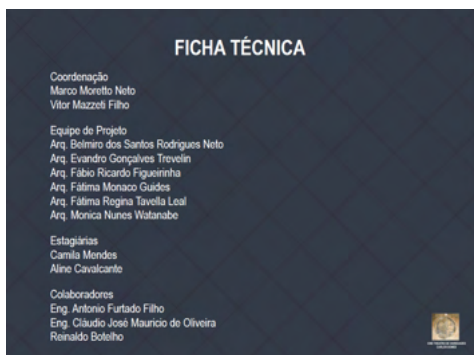 FICHA TÉCNICA
Coordenação
Marco Moretto Neto
Vitor Mazzeti Filho
Equipe de Projeto
Arq. Belmiro dos Santos Rodrigues Neto
Arq. Evandro Gonçalves Trevelin
Arq. Fábio Ricardo Figueirinha
Arq. Fátima Monaco Guides
Arq. Fátima Regina Tavella Leal
Arq. Monica Nunes Watanabe
Estagiárias
Camila Mendes
Aline Cavalcante
Colaboradores
Eng. Antonio Furtado Filho
Eng. Cláudio José Mauricio de Oliveira
Reinaldo Botelho